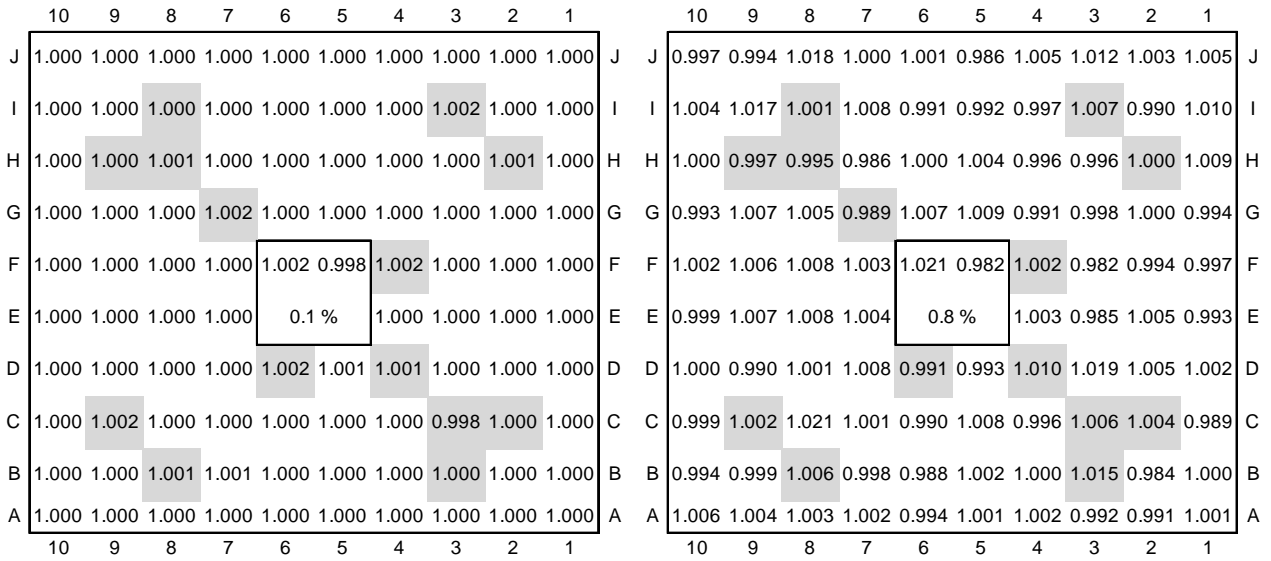 10 9 8 7 6 5 4 3 2 1 10 9 8 7 6 5 4 3 2 1
J 1.000 1.000 1.000 1.000 1.000 1.000 1.000 1.000 1.000 1.000 J J 0.997 0.994 1.018 1.000 1.001 0.986 1.005 1.012 1.003 1.005 J
I 1.000 1.000 1.000 1.000 1.000 1.000 1.000 1.002 1.000 1.000 I I 1.004 1.017 1.001 1.008 0.991 0.992 0.997 1.007 0.990 1.010 I
H 1.000 1.000 1.001 1.000 1.000 1.000 1.000 1.000 1.001 1.000 H H 1.000 0.997 0.995 0.986 1.000 1.004 0.996 0.996 1.000 1.009 H
G 1.000 1.000 1.000 1.002 1.000 1.000 1.000 1.000 1.000 1.000 G G 0.993 1.007 1.005 0.989 1.007 1.009 0.991 0.998 1.000 0.994 G
F 1.000 1.000 1.000 1.000 1.002 0.998 1.002 1.000 1.000 1.000 F F 1.002 1.006 1.008 1.003 1.021 0.982 1.002 0.982 0.994 0.997 F
E 1.000 1.000 1.000 1.000 0.1 % 1.000 1.000 1.000 1.000 E E 0.999 1.007 1.008 1.004 0.8 % 1.003 0.985 1.005 0.993 E
D 1.000 1.000 1.000 1.000 1.002 1.001 1.001 1.000 1.000 1.000 D D 1.000 0.990 1.001 1.008 0.991 0.993 1.010 1.019 1.005 1.002 D
C 1.000 1.002 1.000 1.000 1.000 1.000 1.000 0.998 1.000 1.000 C C 0.999 1.002 1.021 1.001 0.990 1.008 0.996 1.006 1.004 0.989 C
B 1.000 1.000 1.001 1.001 1.000 1.000 1.000 1.000 1.000 1.000 B B 0.994 0.999 1.006 0.998 0.988 1.002 1.000 1.015 0.984 1.000 B
A 1.000 1.000 1.000 1.000 1.000 1.000 1.000 1.000 1.000 1.000 A A 1.006 1.004 1.003 1.002 0.994 1.001 1.002 0.992 0.991 1.001 A
10 9 8 7 6 5 4 3 2 1 10 9 8 7 6 5 4 3 2 1